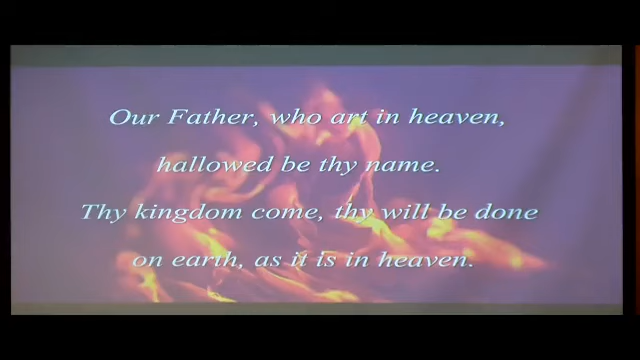 Our Father, who art in heaven,
hallowed be thy name.
Thy kingdom come, thy will be done
on earth, as it is in heaven.